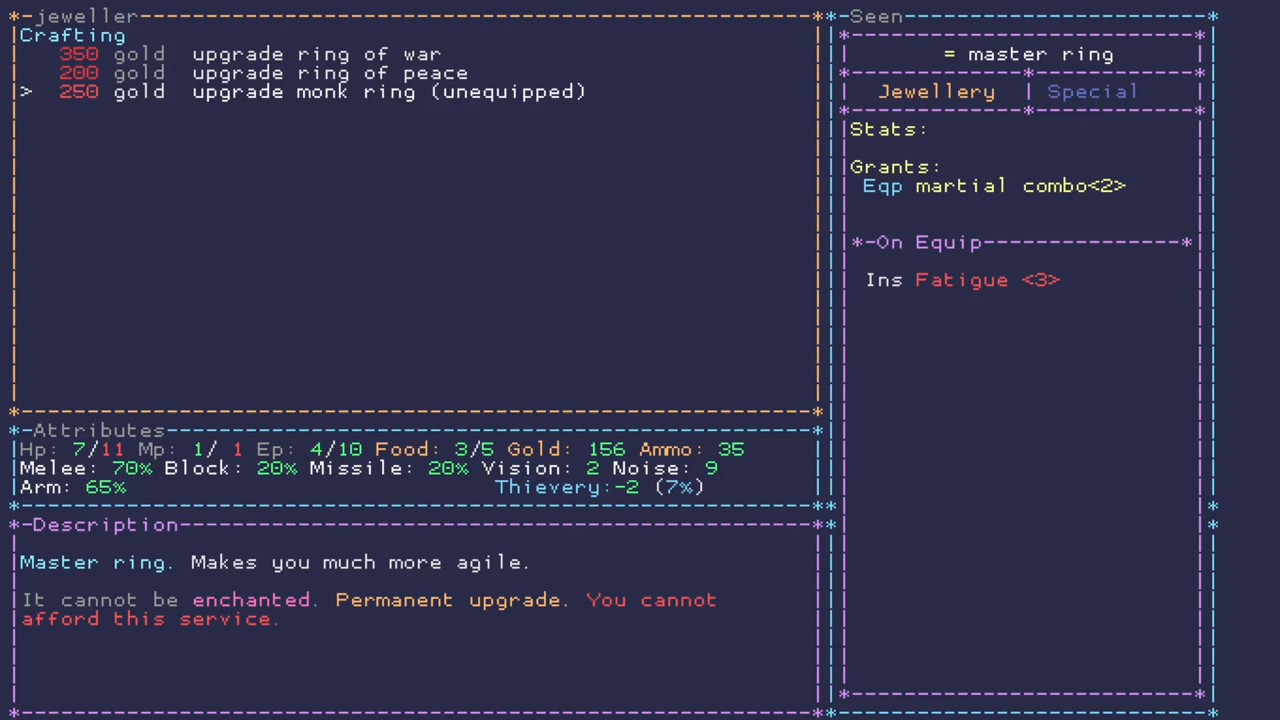 jeweller
Crafting
350 gold upgrade ring of war
200 gold upgrade ring of peace
> 250 gold upgrade monk ring (unequipped)
Attributes
Hp: 7/11 Mp: 1/ 1 Ep: 4/10 Food: 3/5 Gold: 156 Ammo: 35
Melee: 70% Block: 20% Missile: 20% Vision: 2 Noise: 9
Arm: 65% Thievery:-2 (7%)
Description
Master ring. Makes you much more agile.
It cannot be enchanted. Permanent upgrade. You cannot
afford this service.
Seen
= master ring
Jewellery | Special
Stats:
Grants:
Eqp martial combo<2>
On Equip
Ins Fatigue <3>